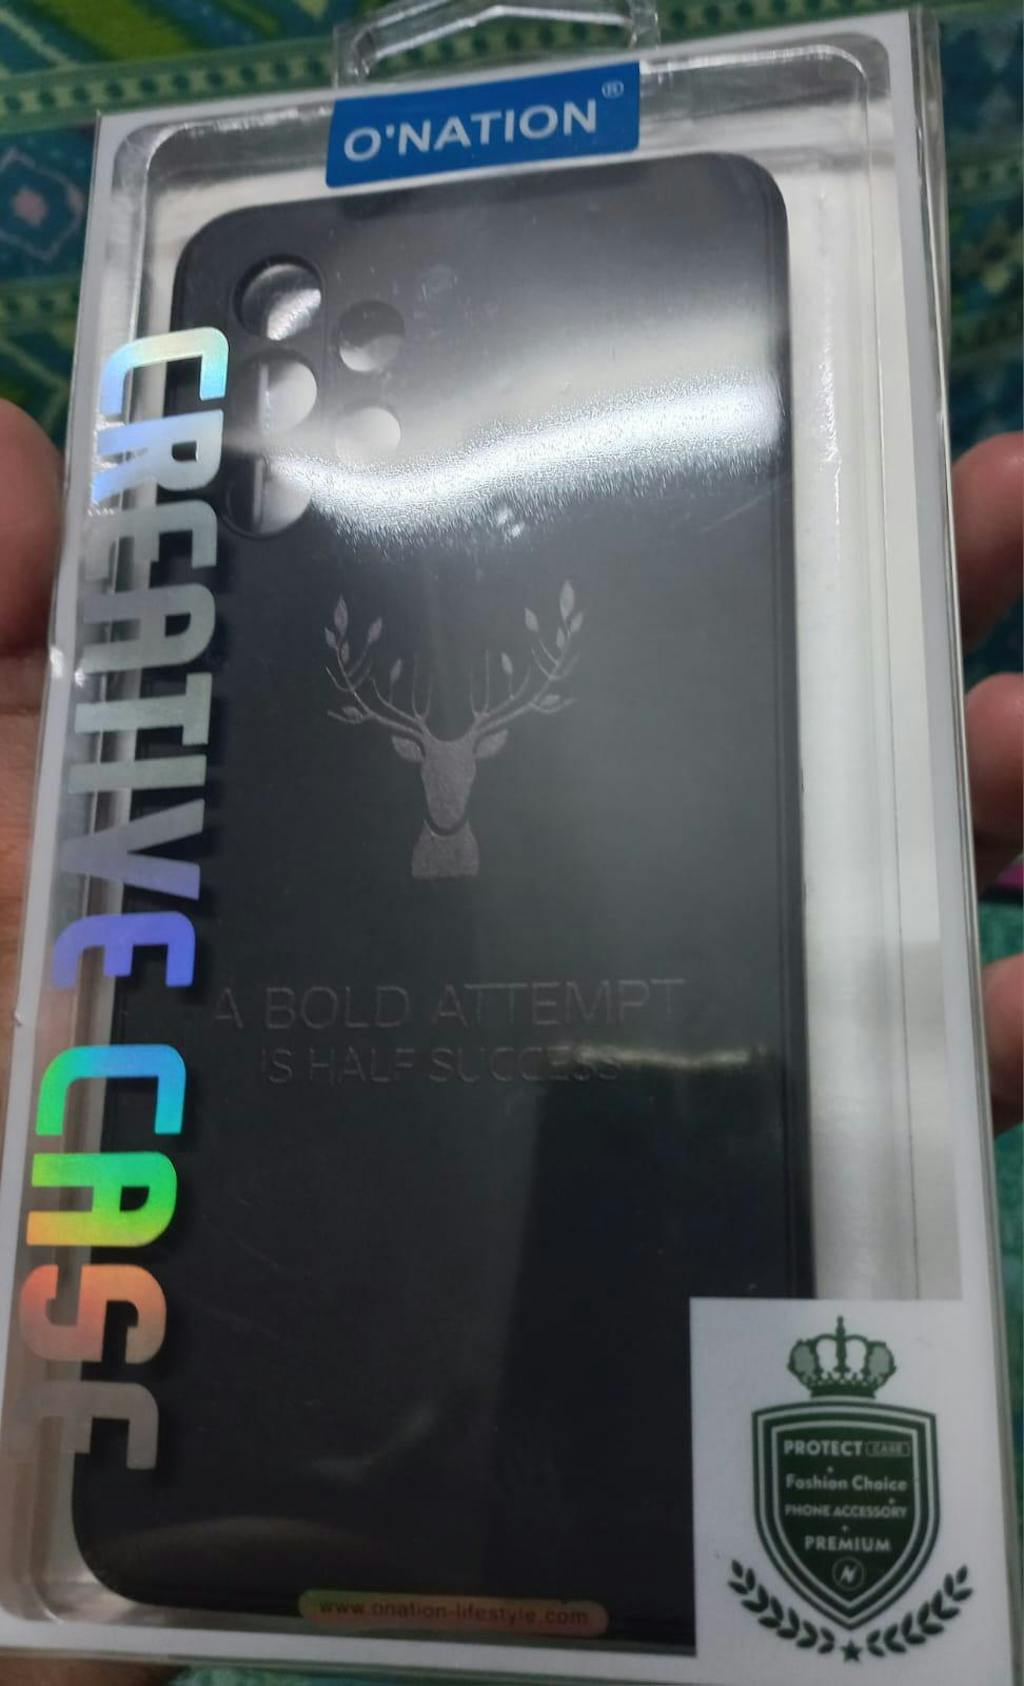 O'NATION®
CREATIVE CASE
A BOLD ATTEMPT
IS HALF SUCCESS
PROTECT CASE
+
Fashion Choice
+
PHONE ACCESSORY
+
PREMIUM
N
www.onation-lifestyle.com